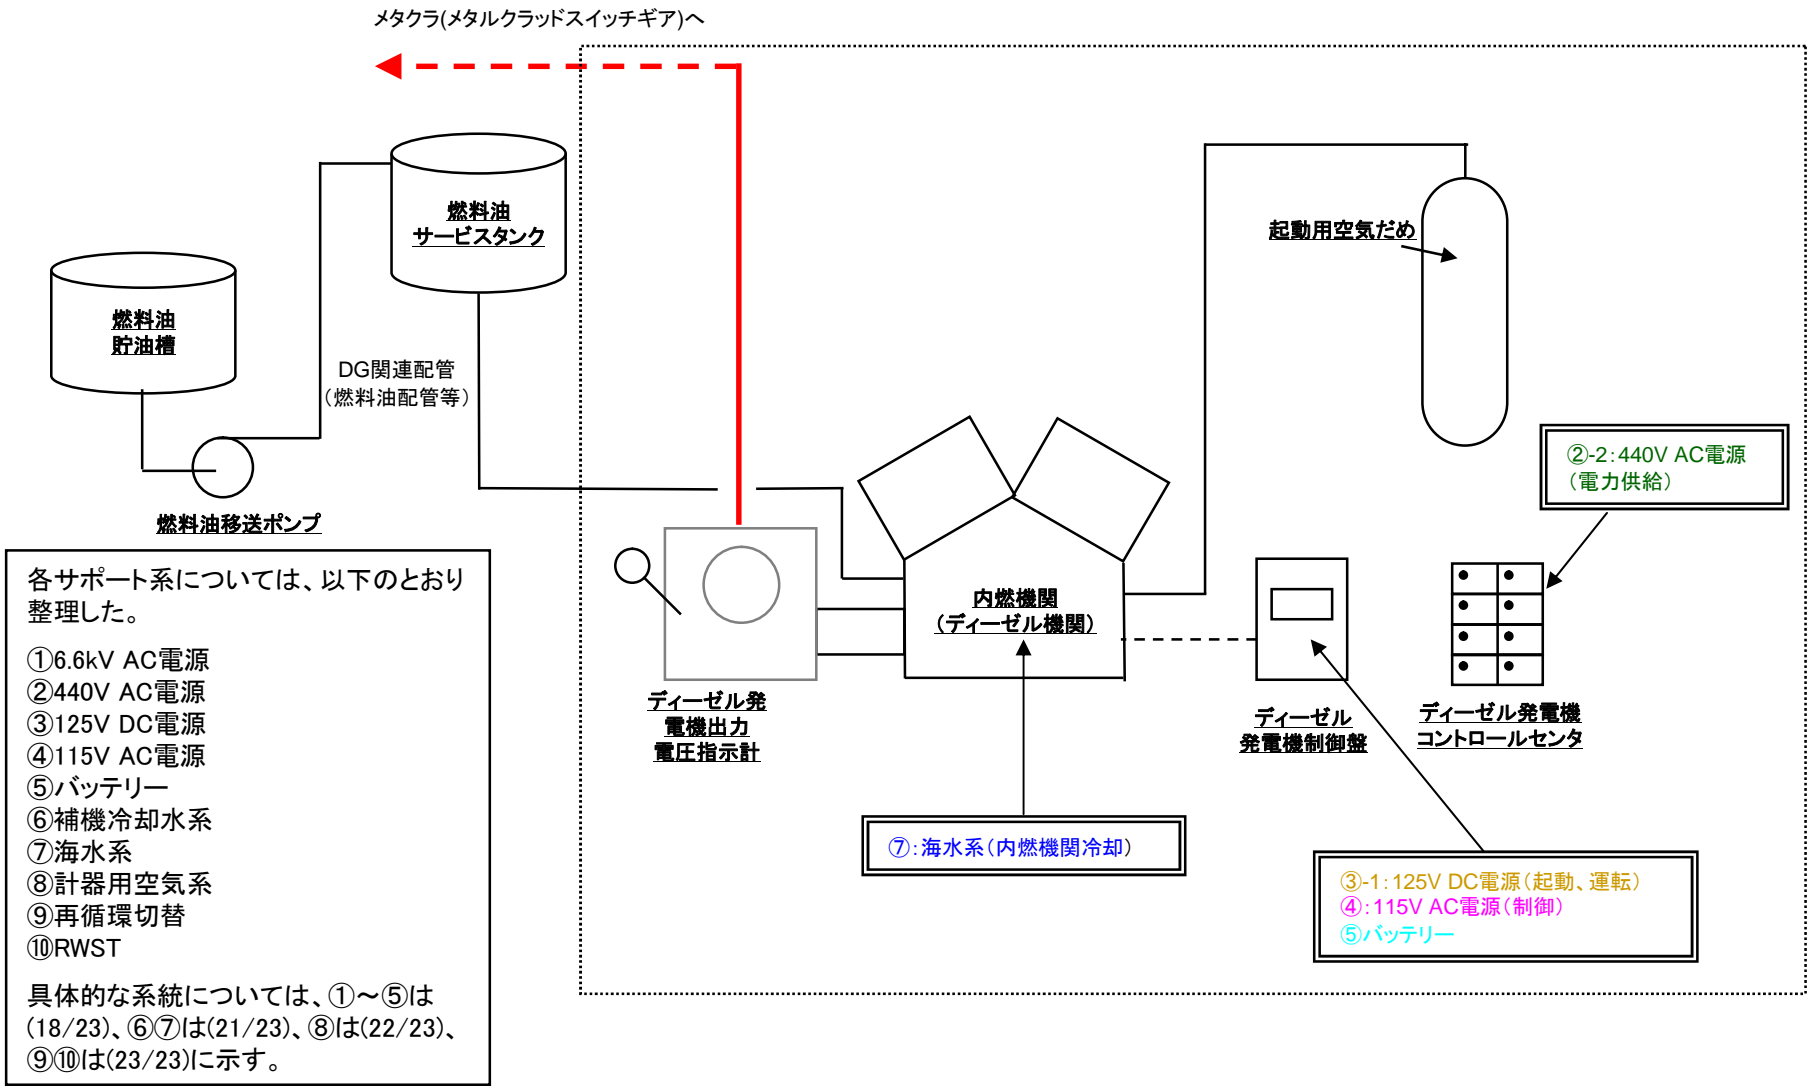 メタクラ(メタルクラッドスイッチギア)へ
燃料油
サービスタンク
起動用空気だめ
燃料油
貯油槽
DG関連配管
（燃料油配管等）
燃料油移送ポンプ
②-2：440V AC電源
（電力供給）
内燃機関
（ディーゼル機関）
ディーゼル発
電機出力
電圧指示計
ディーゼル
発電機制御盤
ディーゼル発電機
コントロールセンタ
⑦：海水系（内燃機関冷却）
③-1：125V DC電源（起動、運転）
④：115V AC電源（制御）
⑤バッテリー
各サポート系については、以下のとおり
整理した。
①6.6kV AC電源
②440V AC電源
③125V DC電源
④115V AC電源
⑤バッテリー
⑥補機冷却水系
⑦海水系
⑧計器用空気系
⑨再循環切替
⑩RWST
具体的な系統については、①～⑤は
(18/23)、⑥⑦は(21/23)、⑧は(22/23)、
⑨⑩は(23/23)に示す。